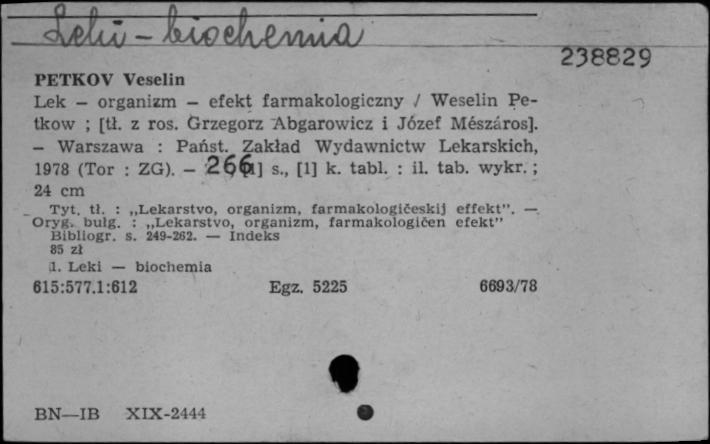 Leki - biochemia
238829
PETKOV Veselin
Lek — organizm — efekt farmakologiczny / Weselin Pe-
tkow ; [tł. z ros. Grzegorz Abgarowicz i Józef Mészáros].
— Warszawa : Państ. Zakład Wydawnictw Lekarskich,
1978 (Tor : ZG). — 266, [1] s., [1] k. tabl. : il. tab. wykr. ;
24 cm
Tyt. tł. : „Lekarstvo, organizm, farmakologičeskij effekt”. —
Oryg. bułg. : „Lekarstvo, organizm, farmakologičen efekt”
Bibliogr. s. 249-262. — Indeks
85 zł
1. Leki — biochemia
615:577.1:612 Egz. 5225 6693/78
BN—IB XIX-2444